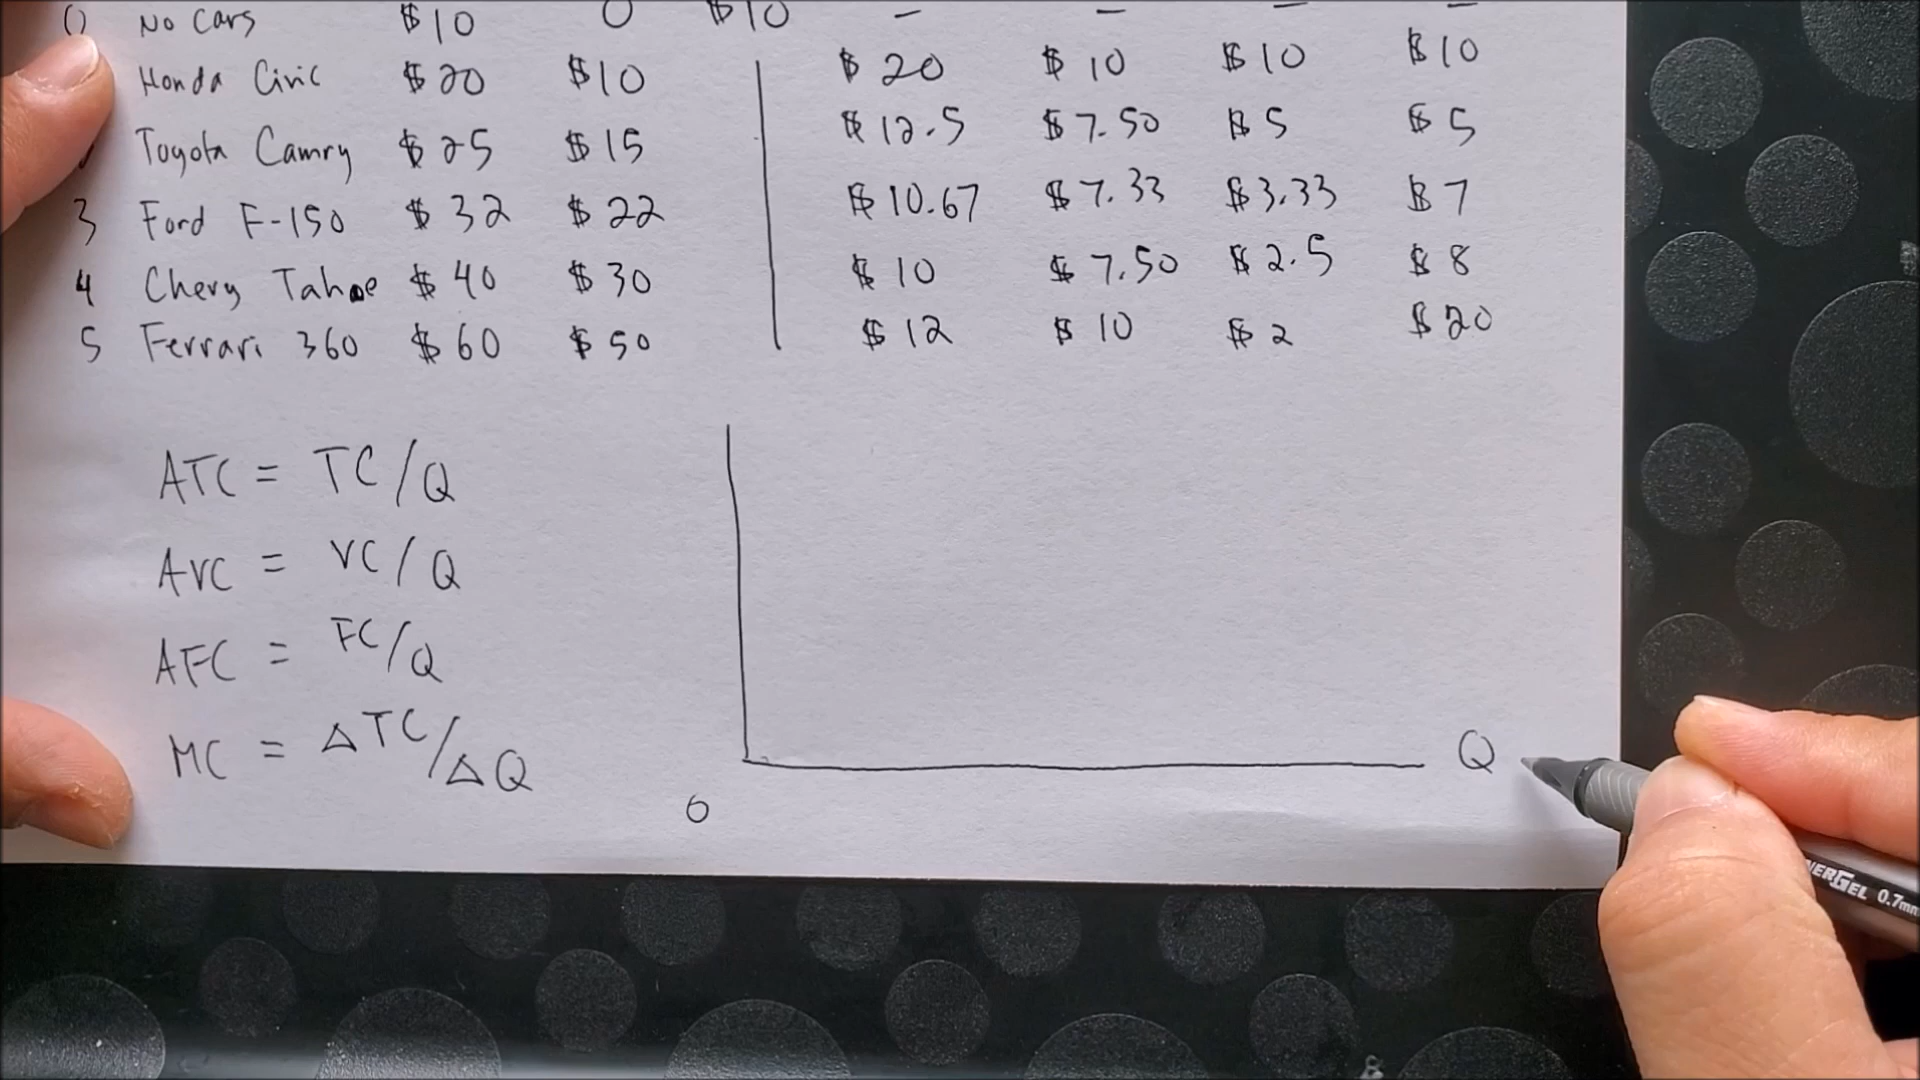 0 No Cars $10 0 $10 – – – –
Honda Civic $20 $10 $20 $10 $10 $10
Toyota Camry $25 $15 $12.5 $7.50 $5 $5
3 Ford F-150 $32 $22 $10.67 $7.33 $3.33 $7
4 Chevy Tahoe $40 $30 $10 $7.50 $2.5 $8
5 Ferrari 360 $60 $50 $12 $10 $2 $20
ATC = TC/Q
AVC = VC/Q
AFC = FC/Q
MC = ΔTC/ΔQ
0
Q
ENERGEL 0.7mm